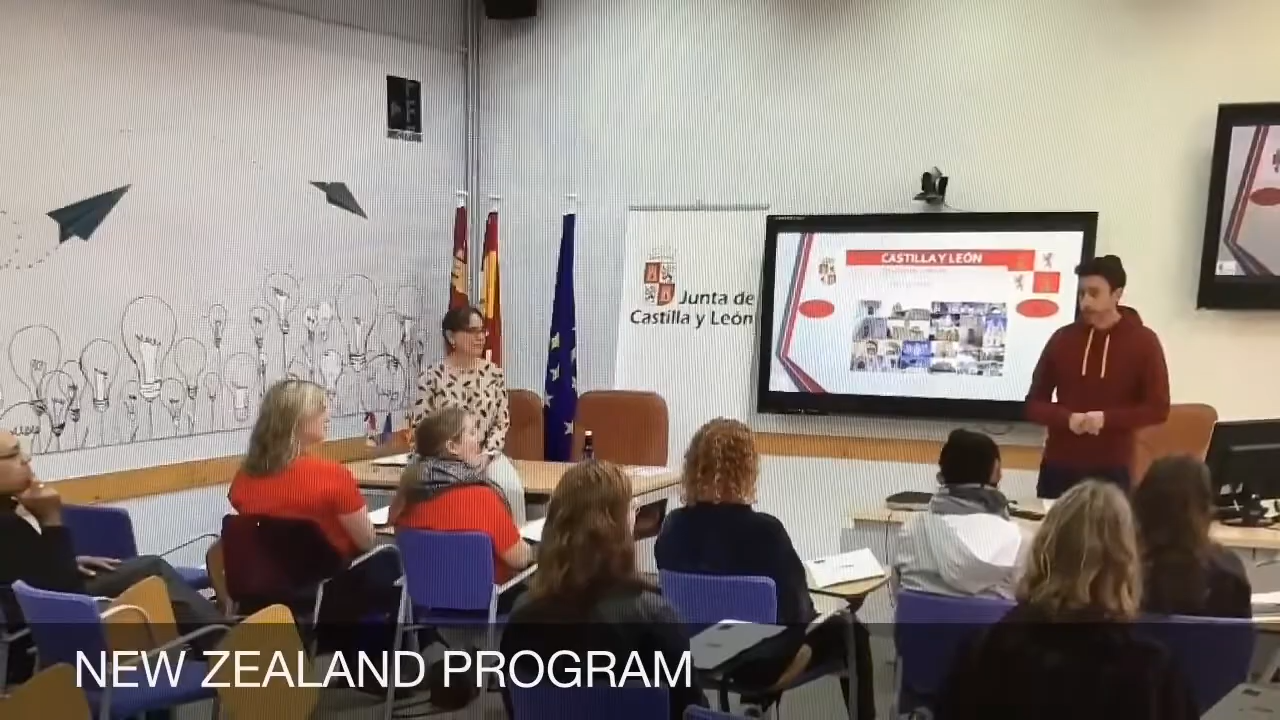 Junta de
Castilla y León
CASTILLA Y LEÓN
NEW ZEALAND PROGRAM